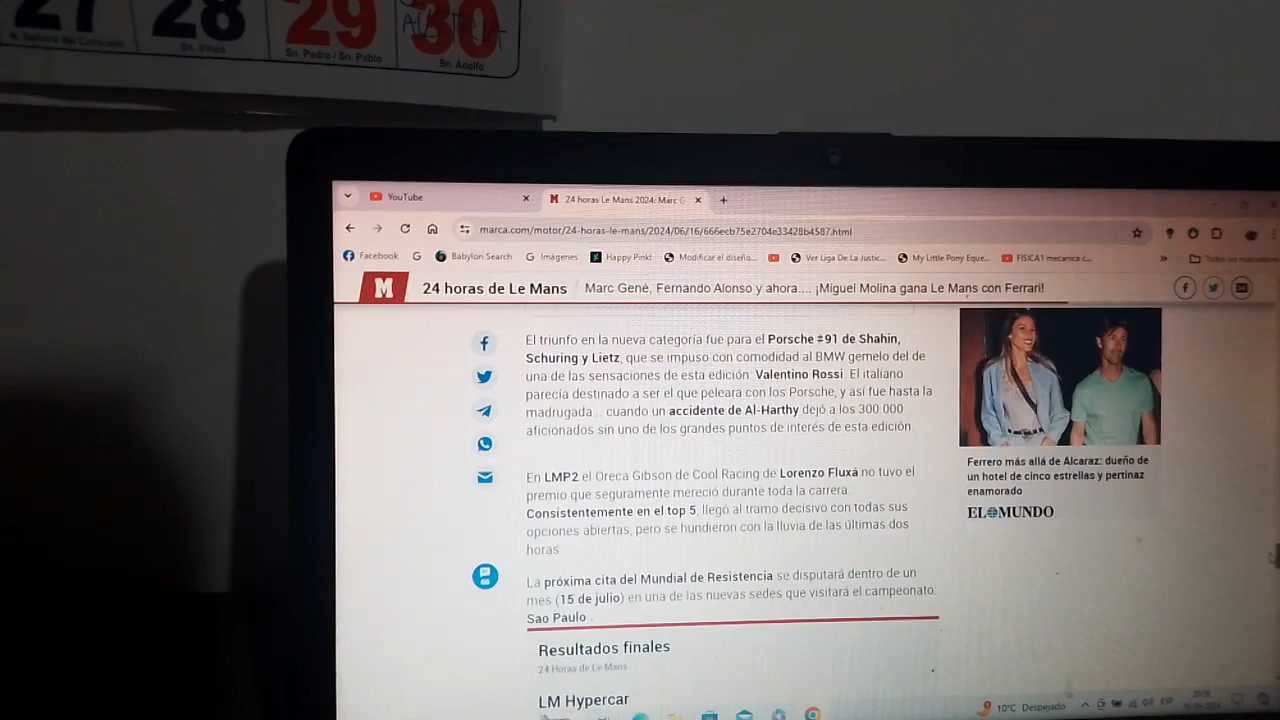 27 28 29 30
AUSTRIA
Sn. Pedro / Sn. Pablo
Sn. Adolfo
YouTube
24 horas Le Mans 2024: Marc G
marca.com/motor/24-horas-le-mans/2024/06/16/666ecb75e2704e33428b4587.html
Facebook G Babylon Search G Imágenes Happy Pink! Modificar el diseño... Ver Liga De La Justic... My Little Pony Eque... FISICA1 mecanica c... » Todos los marcadores
M 24 horas de Le Mans Marc Gené, Fernando Alonso y ahora.... ¡Miguel Molina gana Le Mans con Ferrari!
El triunfo en la nueva categoría fue para el Porsche #91 de Shahin,
Schuring y Lietz, que se impuso con comodidad al BMW gemelo del de
una de las sensaciones de esta edición: Valentino Rossi. El italiano
parecía destinado a ser el que peleara con los Porsche, y así fue hasta la
madrugada... cuando un accidente de Al-Harthy dejó a los 300.000
aficionados sin uno de los grandes puntos de interés de esta edición.
En LMP2 el Oreca Gibson de Cool Racing de Lorenzo Fluxá no tuvo el
premio que seguramente mereció durante toda la carrera.
Consistentemente en el top 5, llegó al tramo decisivo con todas sus
opciones abiertas, pero se hundieron con la lluvia de las últimas dos
horas.
La próxima cita del Mundial de Resistencia se disputará dentro de un
mes (15 de julio) en una de las nuevas sedes que visitará el campeonato:
Sao Paulo.
Ferrero más allá de Alcaraz: dueño de
un hotel de cinco estrellas y pertinaz
enamorado
EL MUNDO
Resultados finales
24 Horas de Le Mans
LM Hypercar
10°C Despejado ESP